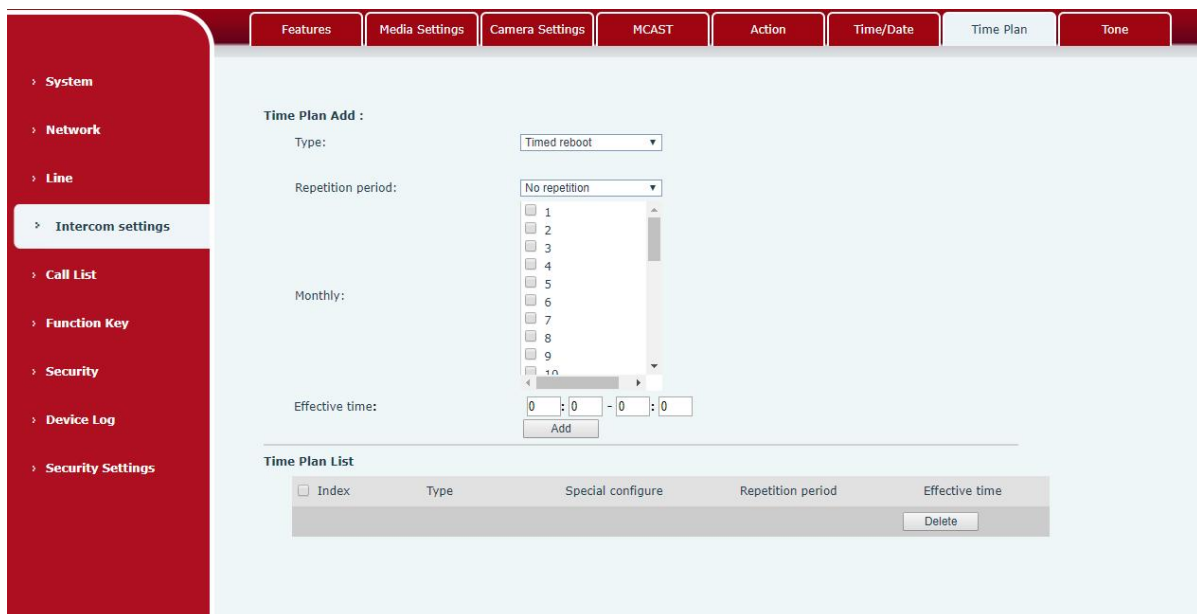 Features Media Settings Camera Settings MCAST Action Time/Date Time Plan Tone
› System
› Network
› Line
› Intercom settings
› Call List
› Function Key
› Security
› Device Log
› Security Settings
Time Plan Add :
Type: Timed reboot
Repetition period: No repetition
Monthly:
1
2
3
4
5
6
7
8
9
10
Effective time: 0 : 0 - 0 : 0
Add
Time Plan List
Index Type Special configure Repetition period Effective time
Delete